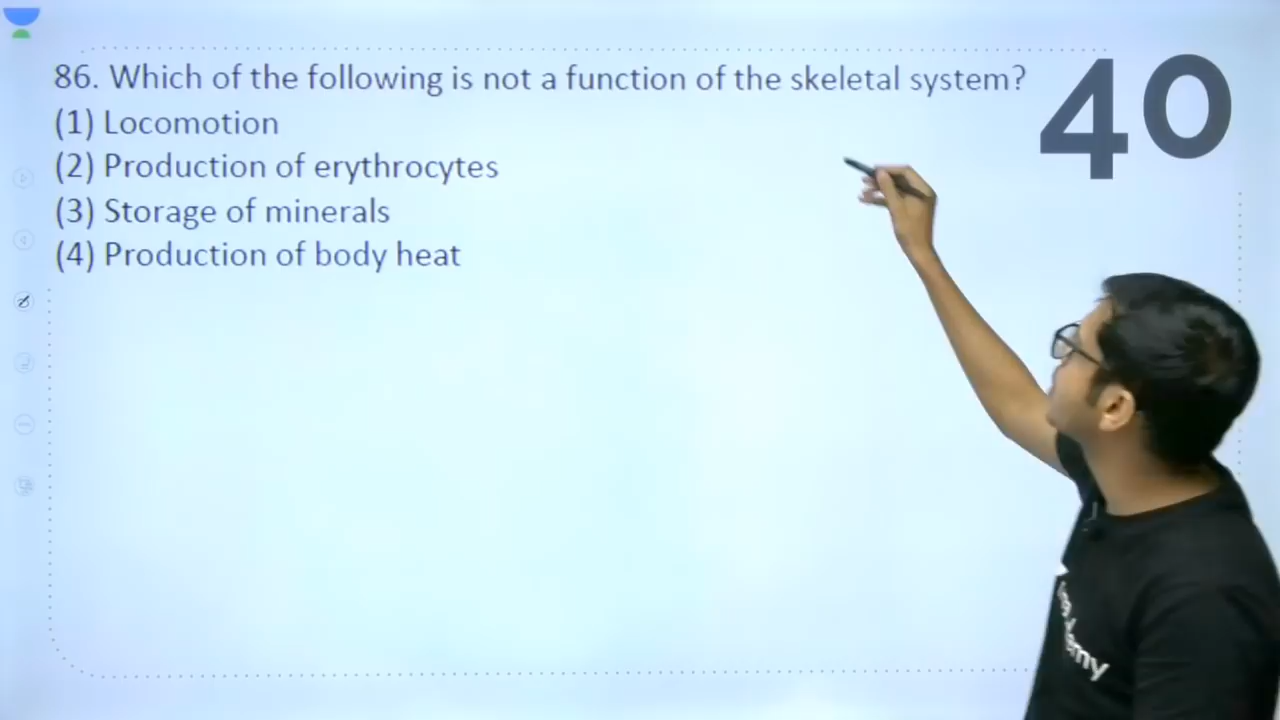 86. Which of the following is not a function of the skeletal system?
(1) Locomotion
(2) Production of erythrocytes
(3) Storage of minerals
(4) Production of body heat
40